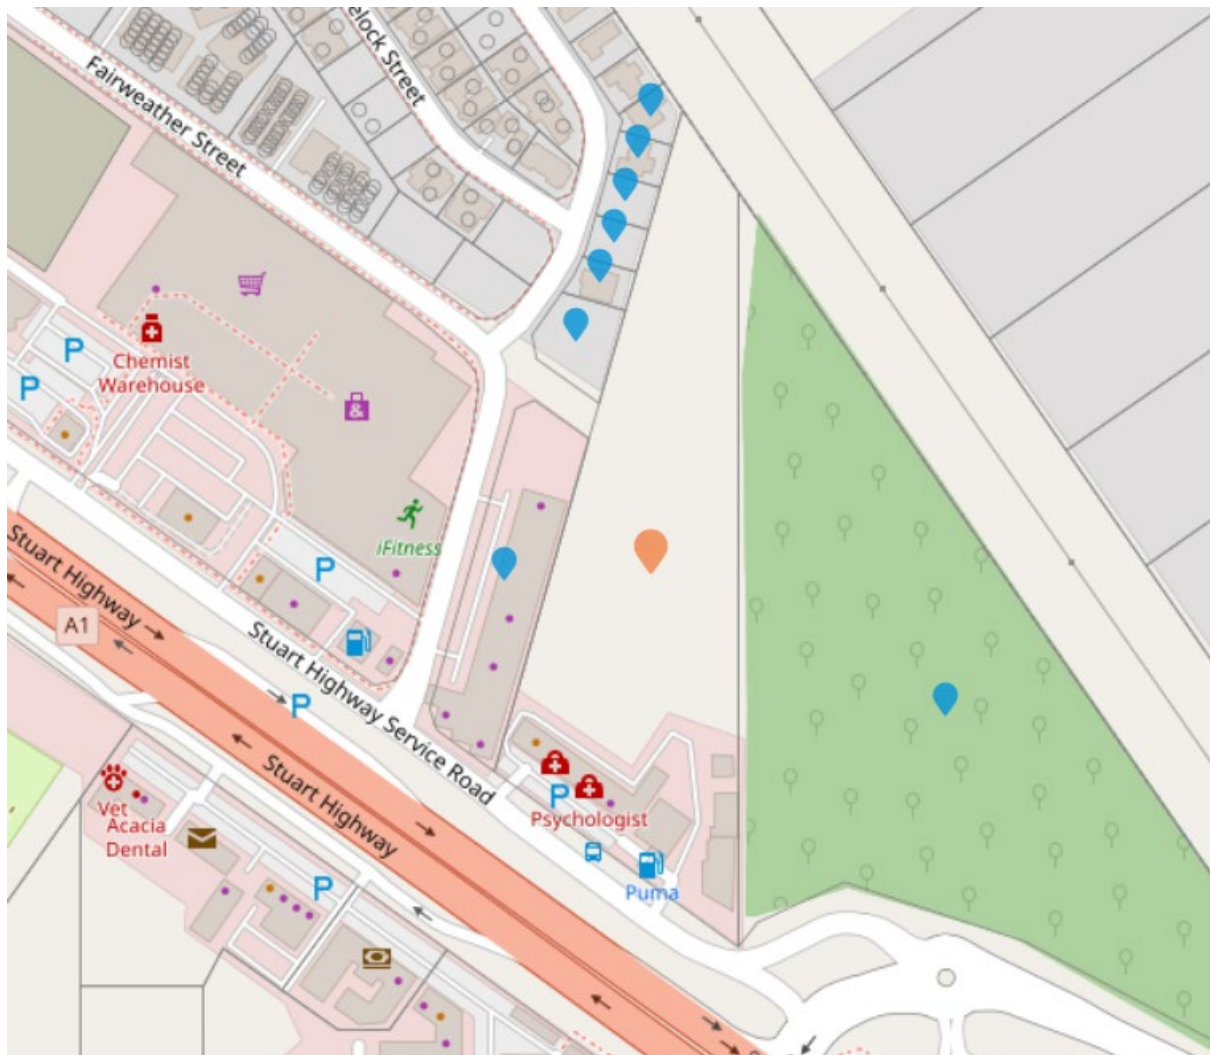 elock Street
Fairweather Street
Chemist
Warehouse
P
P
&
iFitness
P
Stuart Highway
A1
Stuart Highway Service Road
P
Stuart Highway
Vet
Acacia
Dental
P
Psychologist
Puma
P